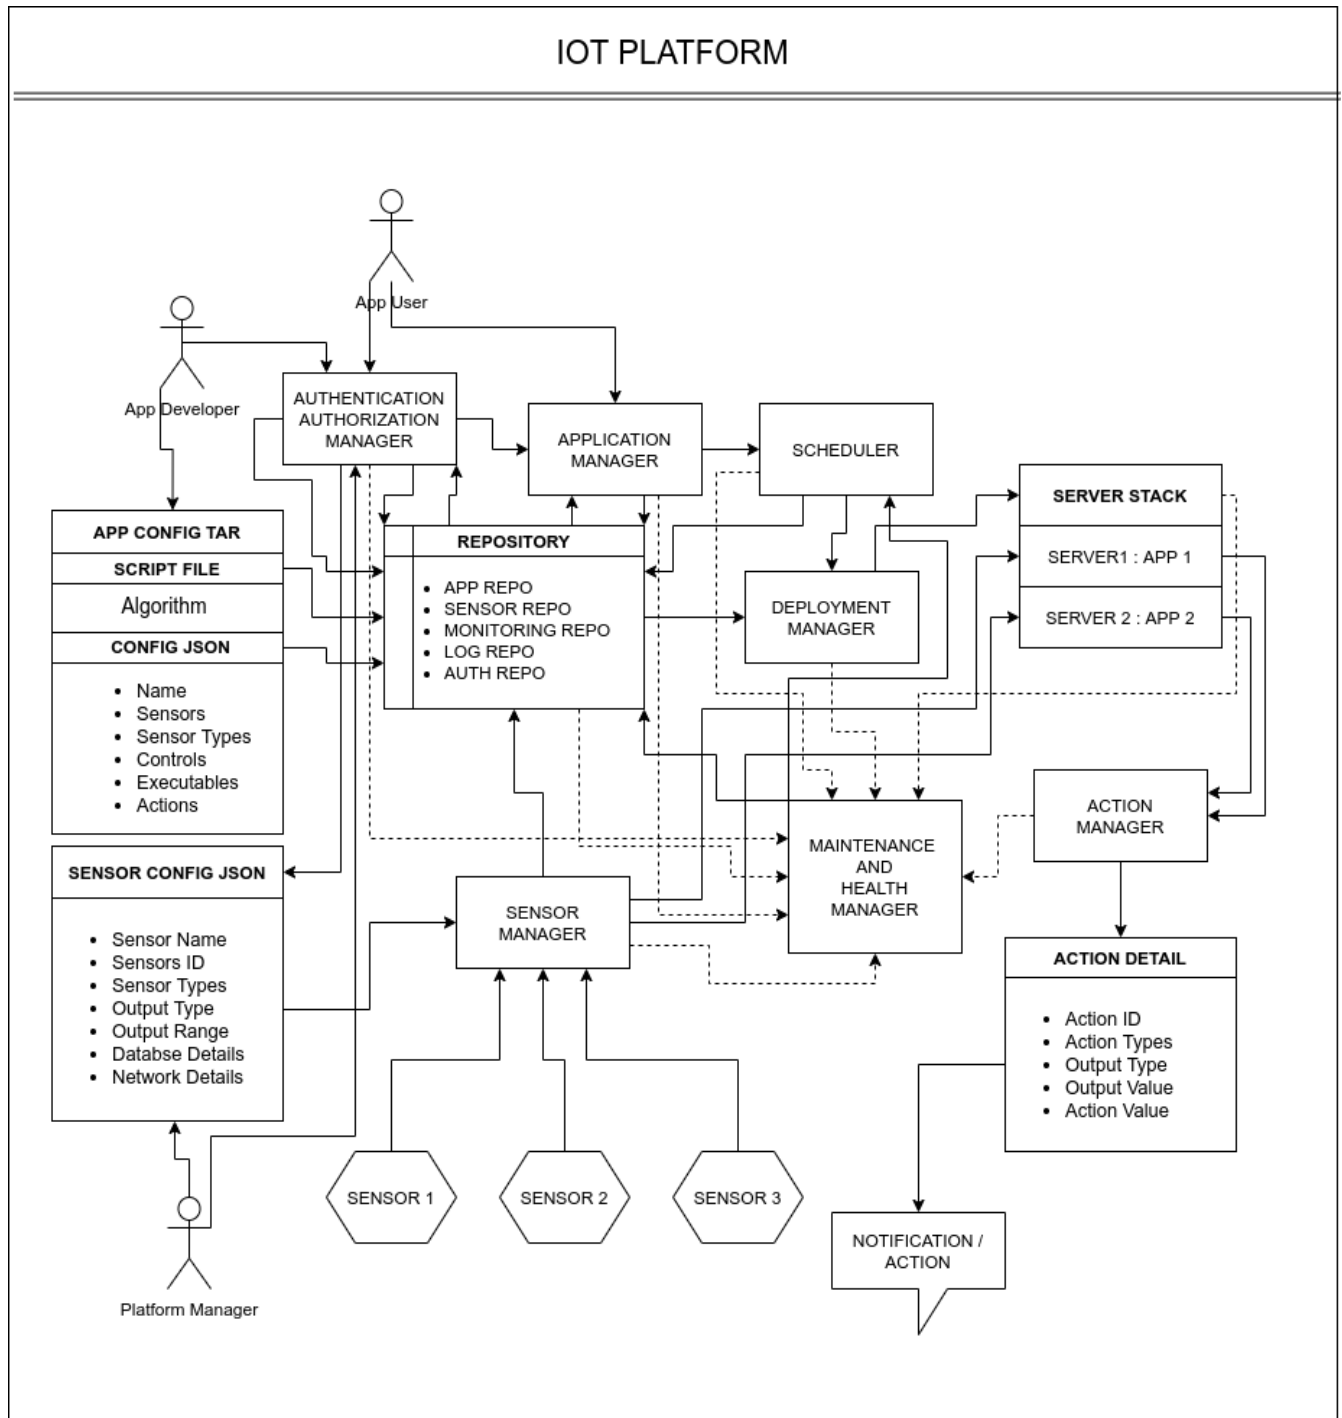 IOT PLATFORM
App User
App Developer
AUTHENTICATION
AUTHORIZATION
MANAGER
APPLICATION
MANAGER
SCHEDULER
SERVER STACK
SERVER1 : APP 1
SERVER 2 : APP 2
APP CONFIG TAR
SCRIPT FILE
Algorithm
CONFIG JSON
• Name
• Sensors
• Sensor Types
• Controls
• Executables
• Actions
REPOSITORY
• APP REPO
• SENSOR REPO
• MONITORING REPO
• LOG REPO
• AUTH REPO
DEPLOYMENT
MANAGER
ACTION
MANAGER
MAINTENANCE
AND
HEALTH
MANAGER
SENSOR CONFIG JSON
• Sensor Name
• Sensors ID
• Sensor Types
• Output Type
• Output Range
• Databse Details
• Network Details
SENSOR
MANAGER
ACTION DETAIL
• Action ID
• Action Types
• Output Type
• Output Value
• Action Value
SENSOR 1
SENSOR 2
SENSOR 3
NOTIFICATION /
ACTION
Platform Manager